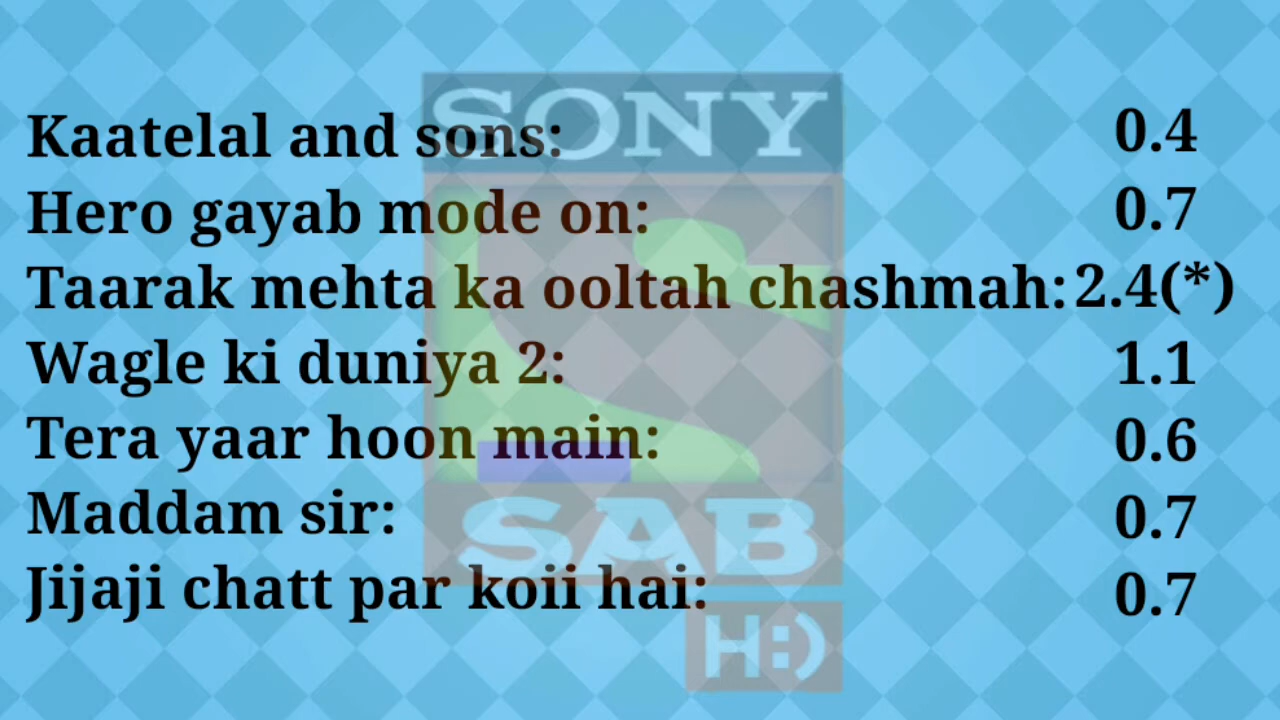 SONY
Kaatelal and sons: 0.4
Hero gayab mode on: 0.7
Taarak mehta ka ooltah chashmah: 2.4(*)
Wagle ki duniya 2: 1.1
Tera yaar hoon main: 0.6
Maddam sir: 0.7
SAB
Jijaji chatt par koii hai: 0.7
H:)